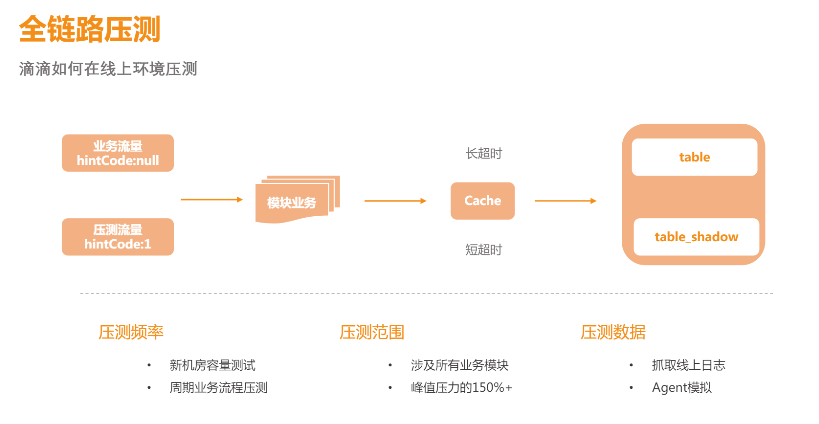 全链路压测
滴滴如何在线上环境压测
业务流量
hintCode:null
压测流量
hintCode:1
模块业务
长超时
Cache
短超时
table
table_shadow
压测频率
• 新机房容量测试
• 周期业务流程压测
压测范围
• 涉及所有业务模块
• 峰值压力的150%+
压测数据
• 抓取线上日志
• Agent模拟